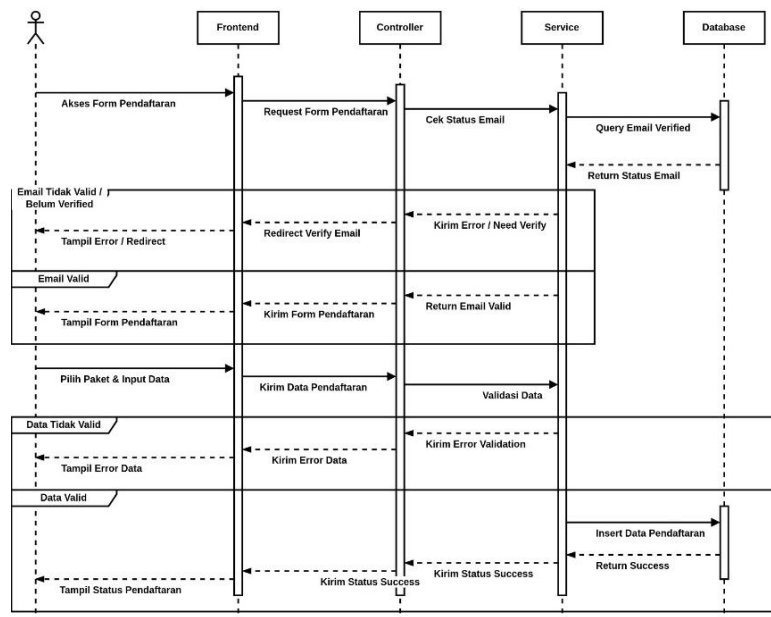 Frontend
Controller
Service
Database
Akses Form Pendaftaran
Request Form Pendaftaran
Cek Status Email
Query Email Verified
Return Status Email
Email Tidak Valid /
Belum Verified
Kirim Error / Need Verify
Redirect Verify Email
Tampil Error / Redirect
Email Valid
Return Email Valid
Kirim Form Pendaftaran
Tampil Form Pendaftaran
Pilih Paket & Input Data
Kirim Data Pendaftaran
Validasi Data
Data Tidak Valid
Kirim Error Validation
Kirim Error Data
Tampil Error Data
Data Valid
Insert Data Pendaftaran
Return Success
Kirim Status Success
Kirim Status Success
Tampil Status Pendaftaran